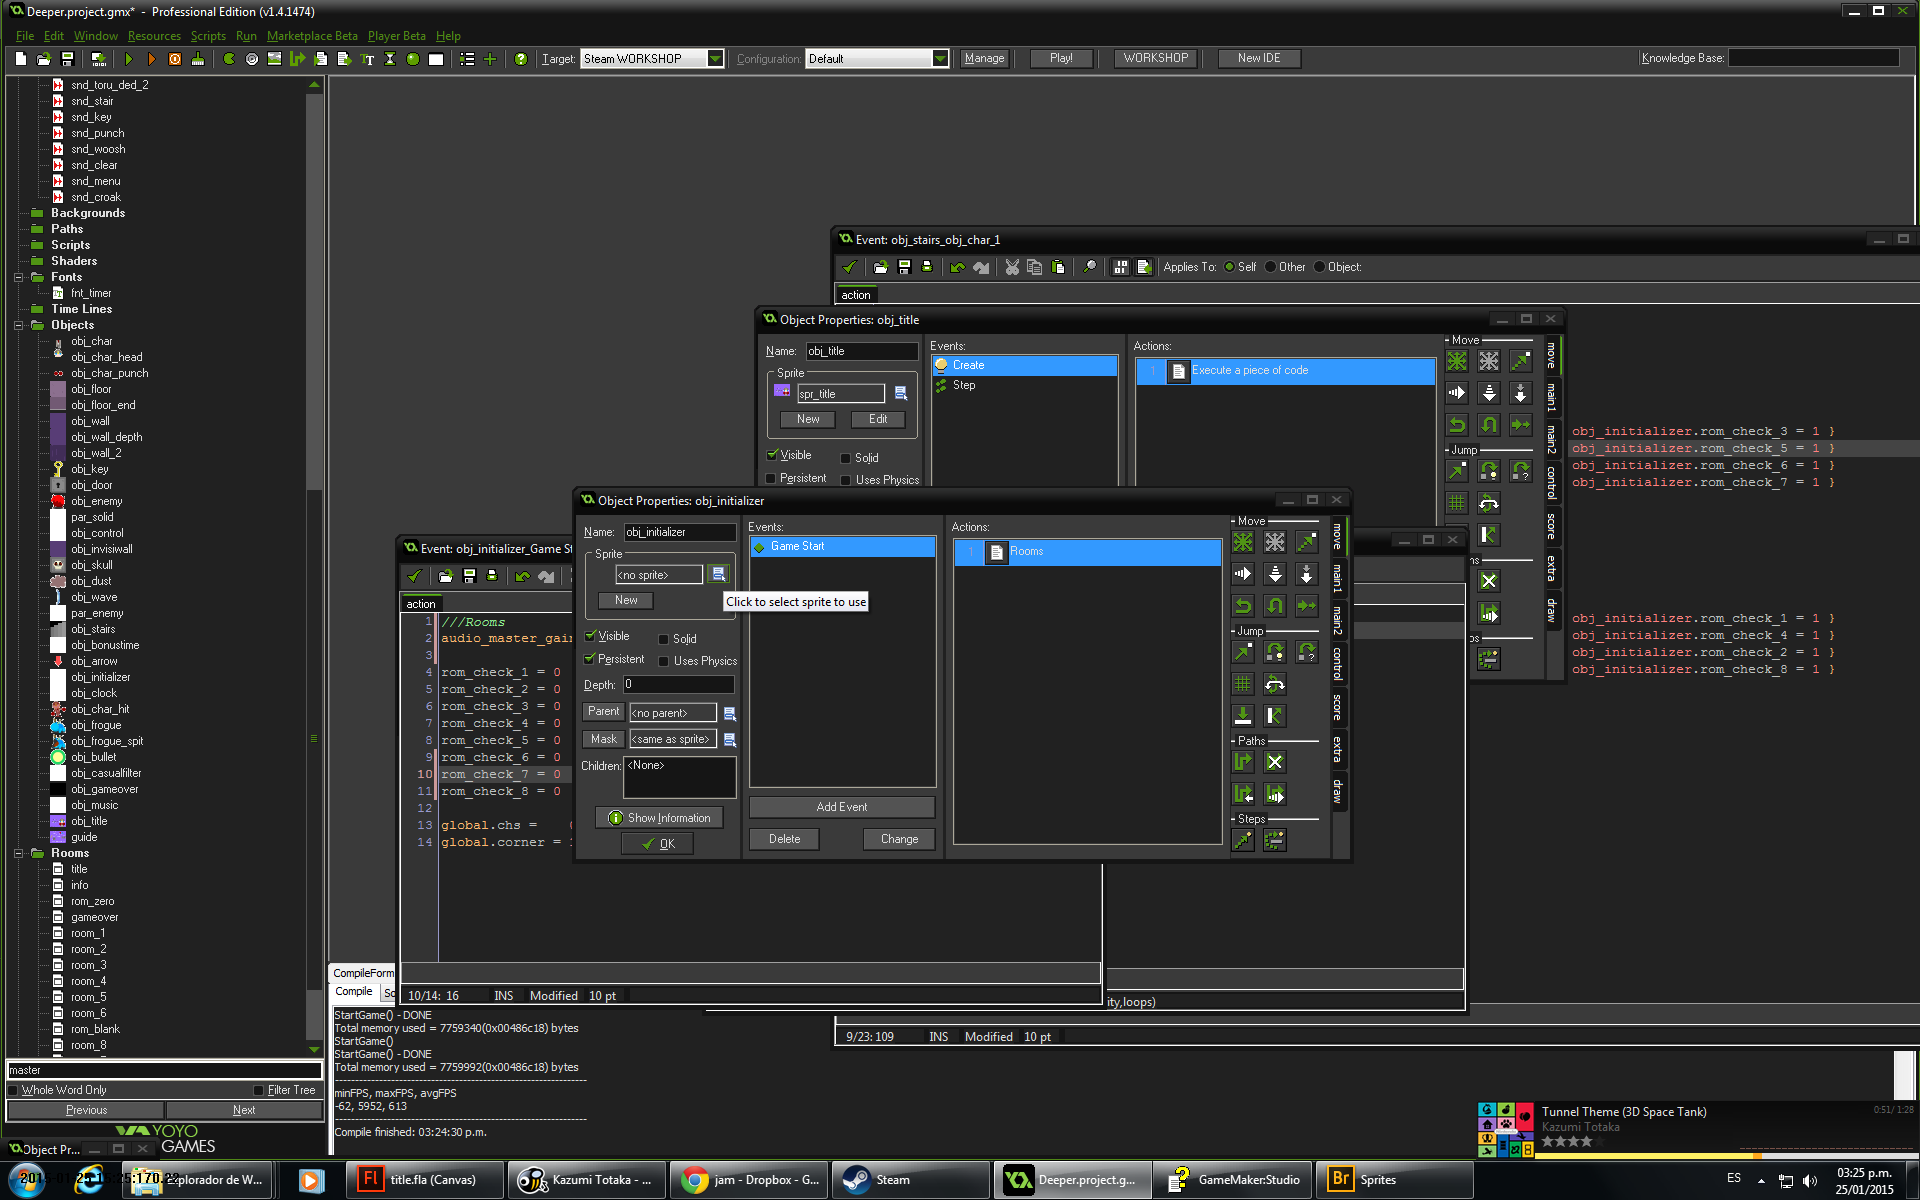 Deeper.project.gmx* - Professional Edition (v1.4.1474)
File Edit Window Resources Scripts Run Marketplace Beta Player Beta Help
Target: Steam WORKSHOP Configuration: Default Manage Play! WORKSHOP New IDE Knowledge Base:
snd_toru_ded_2
snd_stair
snd_key
snd_punch
snd_woosh
snd_clear
snd_menu
snd_croak
Backgrounds
Paths
Scripts
Shaders
Fonts
fnt_timer
Time Lines
Objects
obj_char
obj_char_head
obj_char_punch
obj_floor
obj_floor_end
obj_wall
obj_wall_depth
obj_wall_2
obj_key
obj_door
obj_enemy
par_solid
obj_control
obj_invisiwall
obj_skull
obj_dust
obj_wave
par_enemy
obj_stairs
obj_bonustime
obj_arrow
obj_initializer
obj_clock
obj_char_hit
obj_frogue
obj_frogue_spit
obj_bullet
obj_casualfilter
obj_gameover
obj_music
obj_title
guide
Rooms
title
info
rom_zero
gameover
room_1
room_2
room_3
room_4
room_5
room_6
rom_blank
room_8
master
Whole Word Only Filter Tree
Previous Next
YOYO
GAMES
Object Pr...
Event: obj_stairs_obj_char_1
Applies To: Self Other Object:
action
obj_initializer.rom_check_3 = 1 }
obj_initializer.rom_check_5 = 1 }
obj_initializer.rom_check_6 = 1 }
obj_initializer.rom_check_7 = 1 }
obj_initializer.rom_check_1 = 1 }
obj_initializer.rom_check_4 = 1 }
obj_initializer.rom_check_2 = 1 }
obj_initializer.rom_check_8 = 1 }
9/23: 109 INS Modified 10 pt
Object Properties: obj_title
Name: obj_title
Sprite
spr_title
New Edit
Visible Solid
Persistent Uses Physics
Events:
Create
Step
Actions:
1 Execute a piece of code
Move
Jump
move
main1
main2
control
score
extra
draw
ity,loops)
Event: obj_initializer_Game St
action
1 ///Rooms
2 audio_master_gain
3
4 rom_check_1 = 0
5 rom_check_2 = 0
6 rom_check_3 = 0
7 rom_check_4 = 0
8 rom_check_5 = 0
9 rom_check_6 = 0
10 rom_check_7 = 0
11 rom_check_8 = 0
12
13 global.chs =
14 global.corner =
10/14: 16 INS Modified 10 pt
Object Properties: obj_initializer
Name: obj_initializer
Sprite
<no sprite>
New
Click to select sprite to use
Visible Solid
Persistent Uses Physics
Depth: 0
Parent <no parent>
Mask <same as sprite>
Children: <None>
Show Information
OK
Events:
Game Start
Add Event
Delete Change
Actions:
1 Rooms
Move
Jump
Paths
Steps
move
main1
main2
control
score
extra
draw
CompileForm
Compile Sc
StartGame() - DONE
Total memory used = 7759340(0x00486c18) bytes
StartGame()
StartGame() - DONE
Total memory used = 7759992(0x00486c18) bytes
minFPS, maxFPS, avgFPS
-62, 5952, 613
Compile finished: 03:24:30 p.m.
Tunnel Theme (3D Space Tank) 0:51/ 1:28
Kazumi Totaka
Explorador de W...
title.fla (Canvas)
Kazumi Totaka - ...
jam - Dropbox - G...
Steam
Deeper.project.g...
GameMaker:Studio
Sprites
ES
03:25 p.m.
25/01/2015